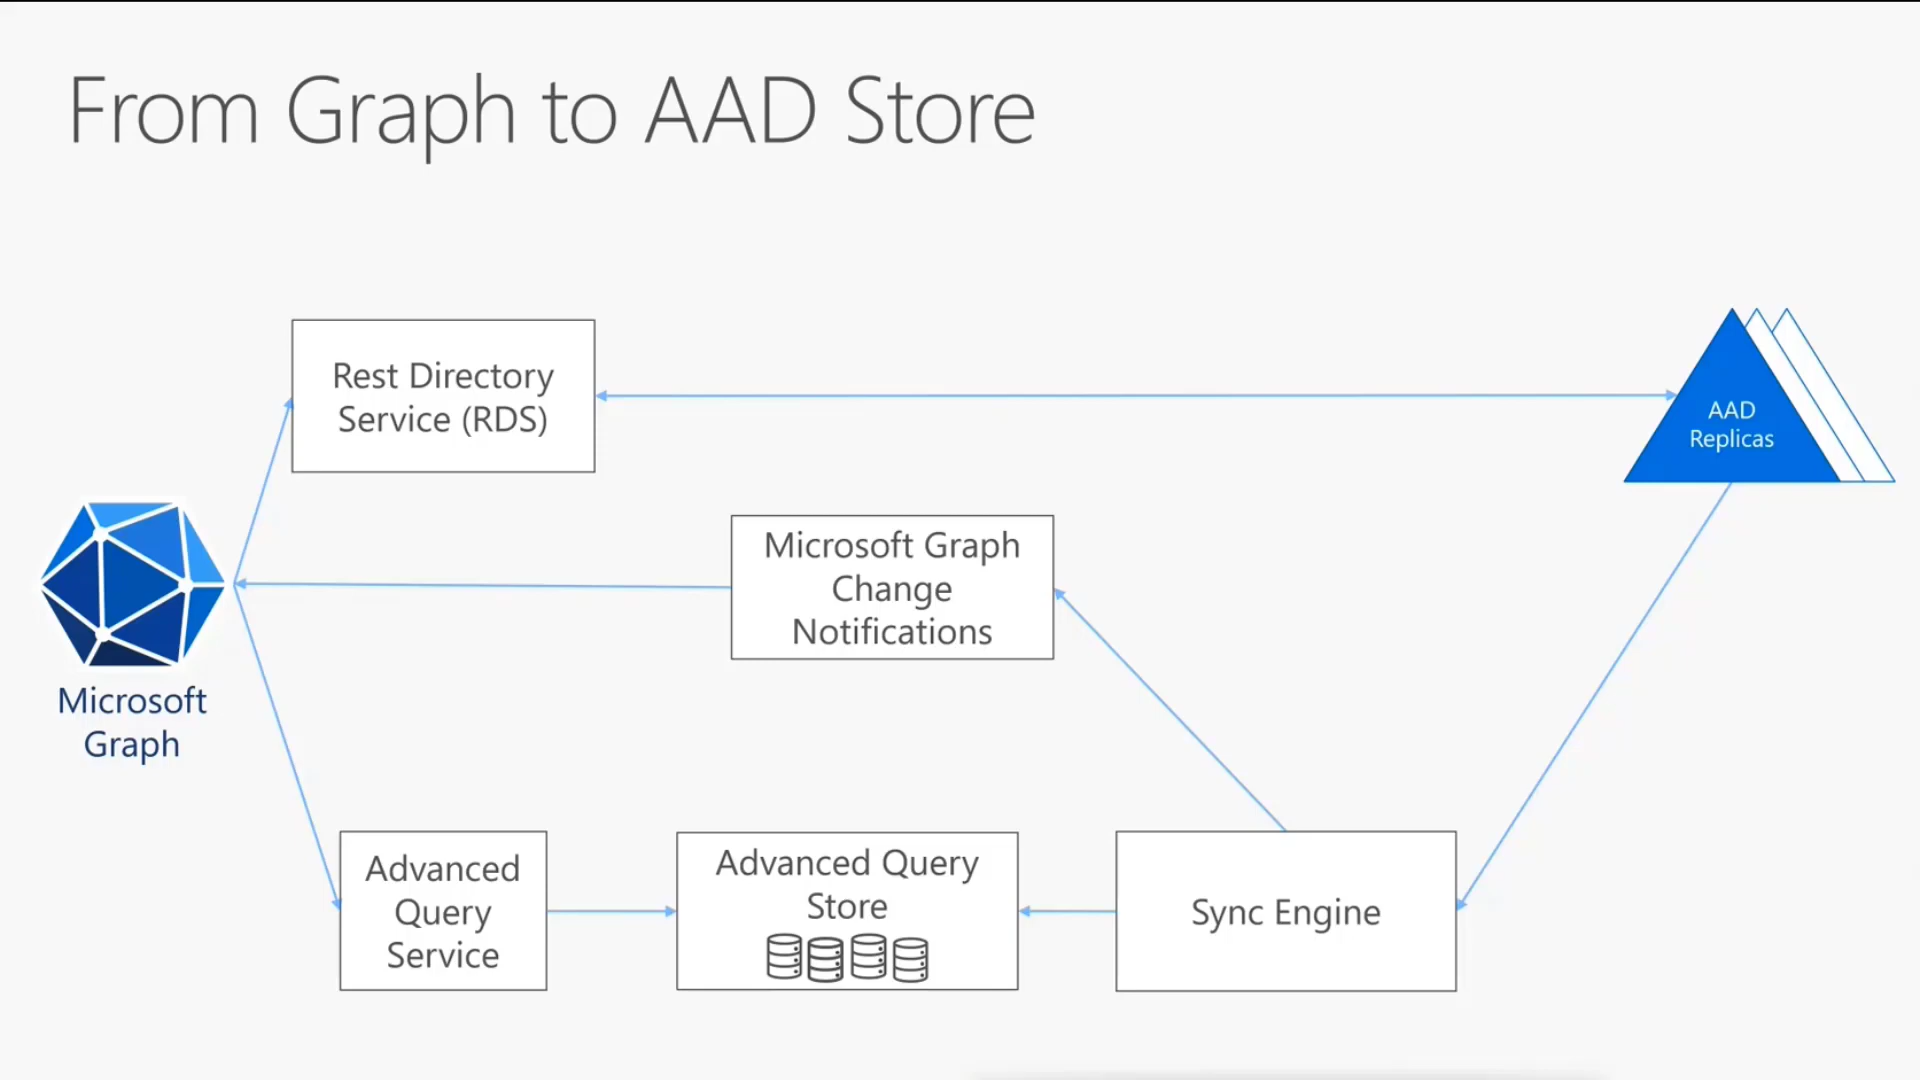 From Graph to AAD Store
Rest Directory
Service (RDS)
AAD
Replicas
Microsoft Graph
Change
Notifications
Microsoft
Graph
Advanced
Query
Service
Advanced Query
Store
Sync Engine